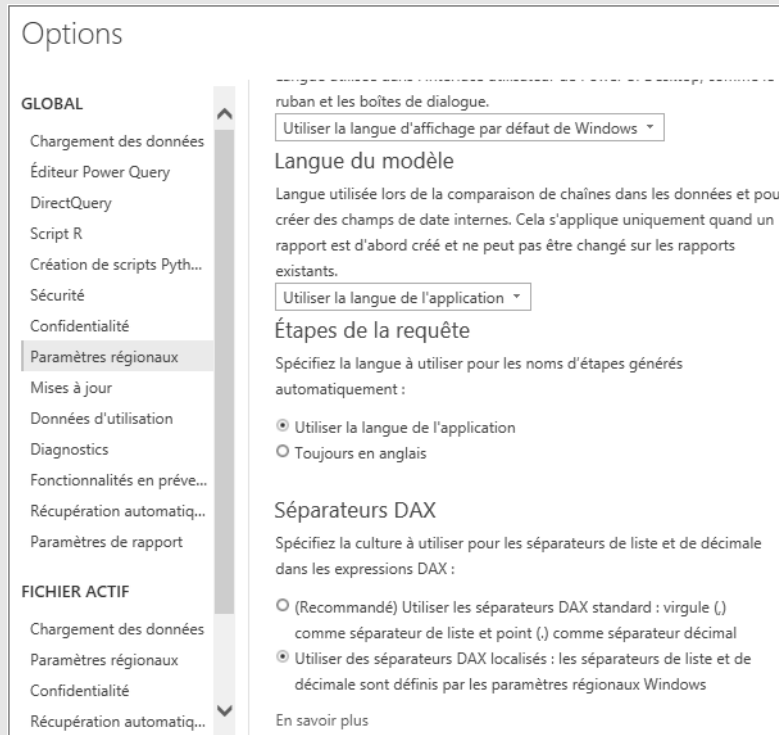 Options
GLOBAL
Chargement des données
Éditeur Power Query
DirectQuery
Script R
Création de scripts Pyth...
Sécurité
Confidentialité
Paramètres régionaux
Mises à jour
Données d'utilisation
Diagnostics
Fonctionnalités en préve...
Récupération automatiq...
Paramètres de rapport
FICHIER ACTIF
Chargement des données
Paramètres régionaux
Confidentialité
Récupération automatiq...
ruban et les boîtes de dialogue.
Utiliser la langue d'affichage par défaut de Windows
Langue du modèle
Langue utilisée lors de la comparaison de chaînes dans les données et pou
créer des champs de date internes. Cela s'applique uniquement quand un
rapport est d'abord créé et ne peut pas être changé sur les rapports
existants.
Utiliser la langue de l'application
Étapes de la requête
Spécifiez la langue à utiliser pour les noms d'étapes générés
automatiquement :
Utiliser la langue de l'application
Toujours en anglais
Séparateurs DAX
Spécifiez la culture à utiliser pour les séparateurs de liste et de décimale
dans les expressions DAX :
(Recommandé) Utiliser les séparateurs DAX standard : virgule (,)
comme séparateur de liste et point (.) comme séparateur décimal
Utiliser des séparateurs DAX localisés : les séparateurs de liste et de
décimale sont définis par les paramètres régionaux Windows
En savoir plus